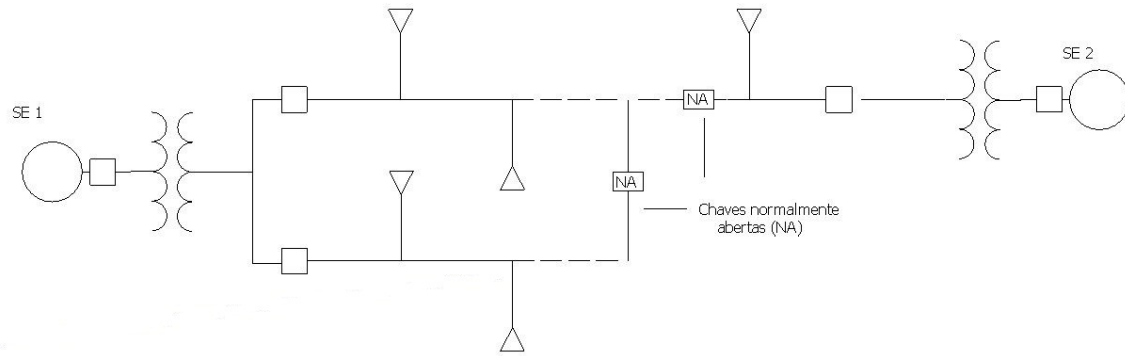 SE 2
NA
SE 1
NA
Chaves normalmente
abertas (NA)